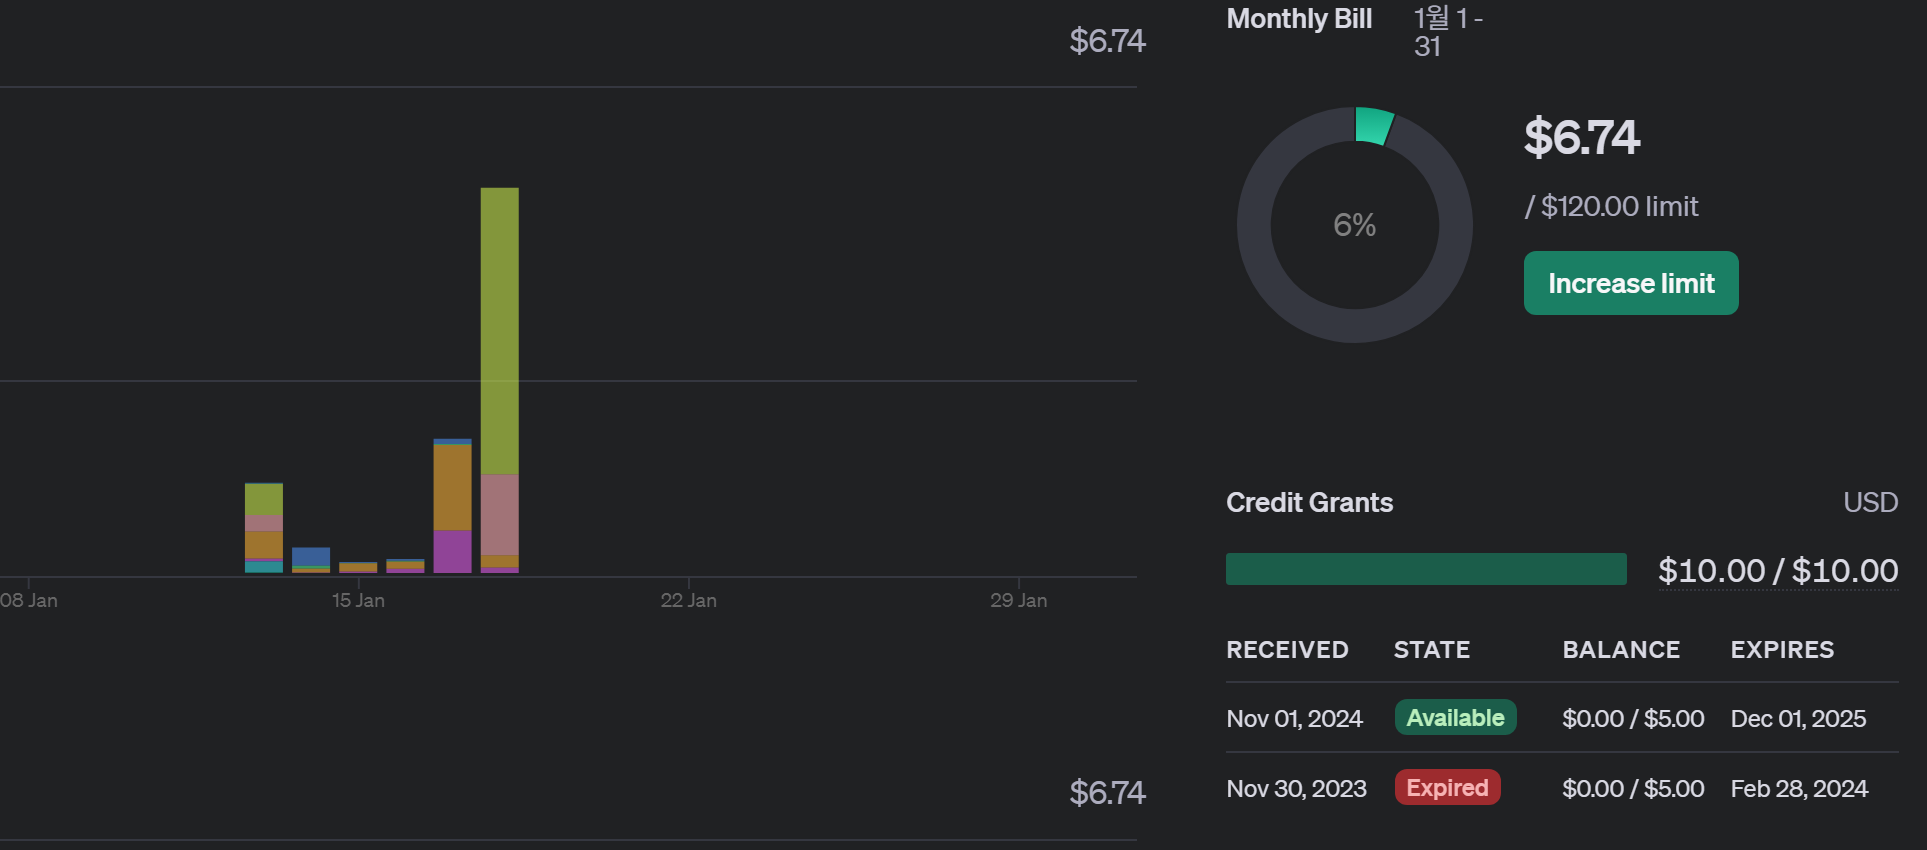 $6.74
08 Jan
15 Jan
22 Jan
29 Jan
$6.74
Monthly Bill
1월 1 -
31
6%
$6.74
/ $120.00 limit
Increase limit
Credit Grants
USD
$10.00 / $10.00
RECEIVED STATE BALANCE EXPIRES
Nov 01, 2024 Available $0.00 / $5.00 Dec 01, 2025
Nov 30, 2023 Expired $0.00 / $5.00 Feb 28, 2024